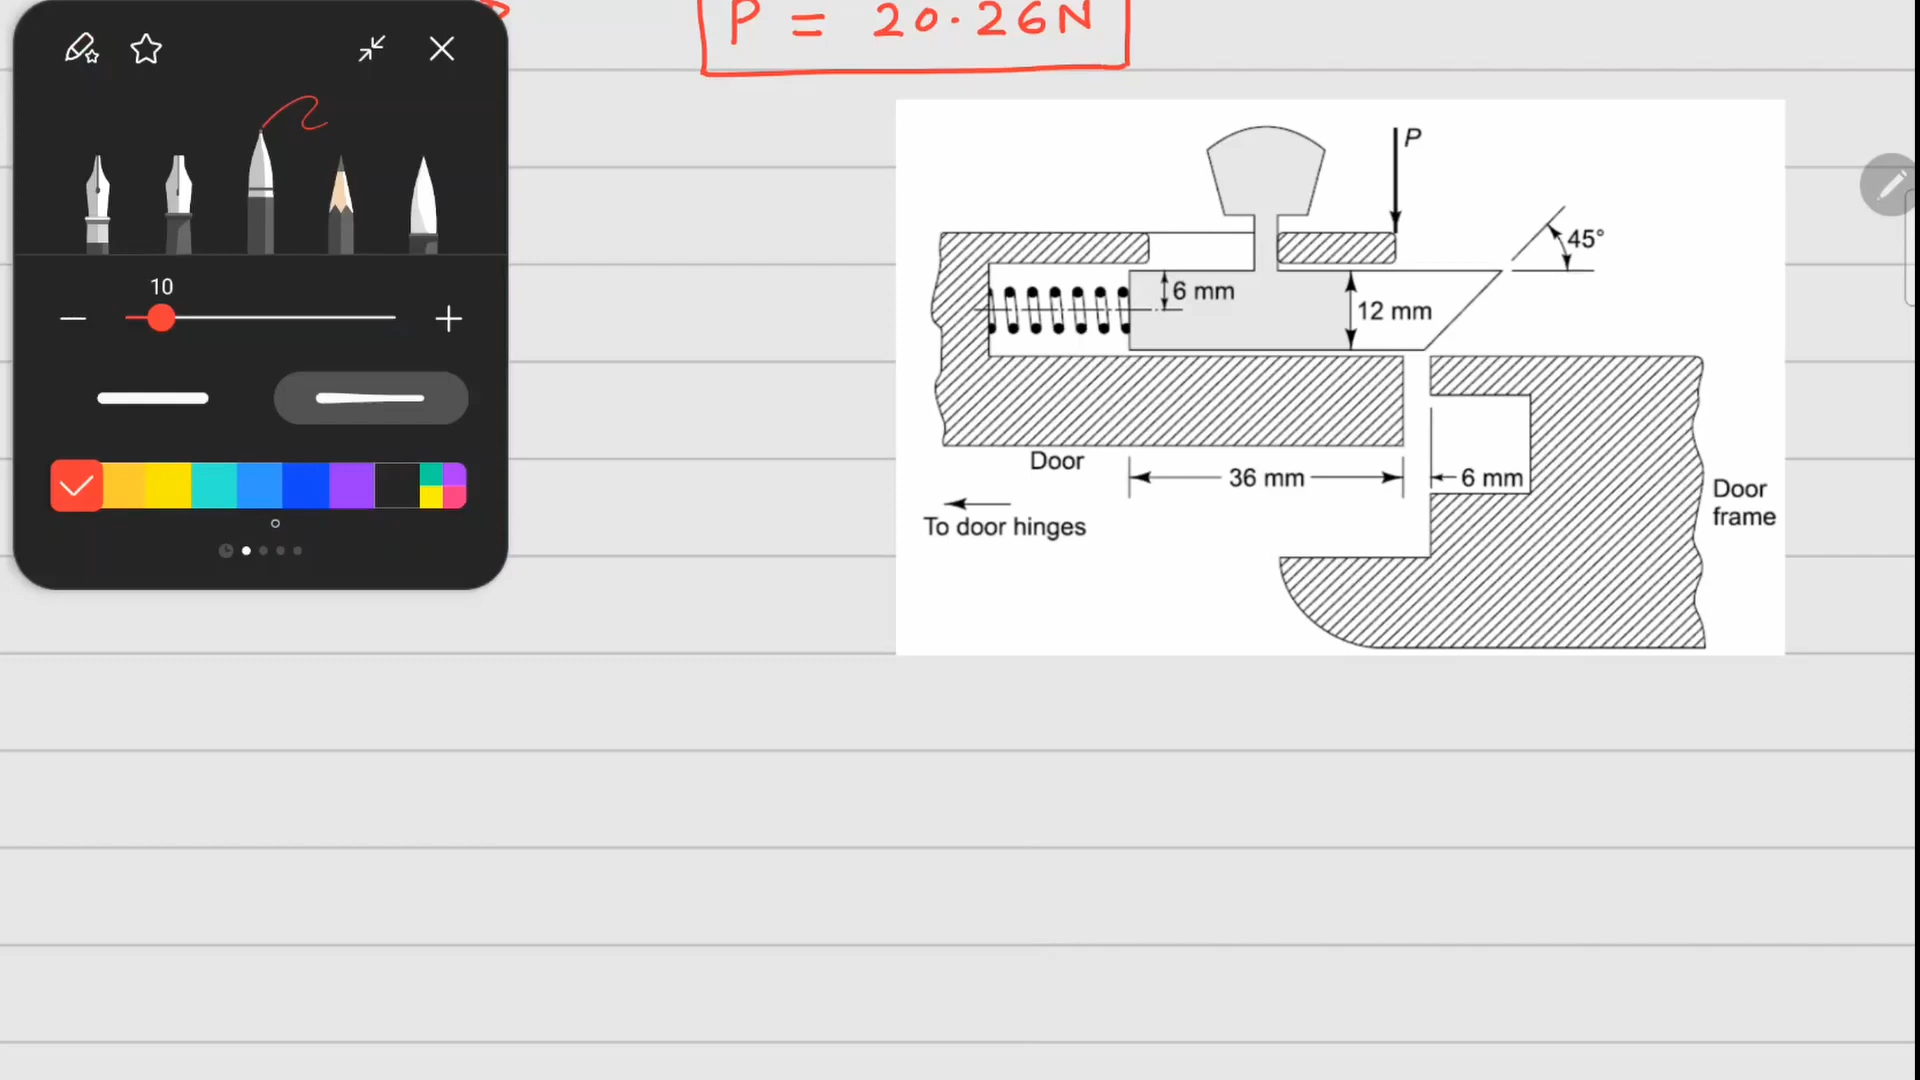 P = 20.26N
10
P
45°
6 mm
12 mm
Door
36 mm
6 mm
To door hinges
Door
frame